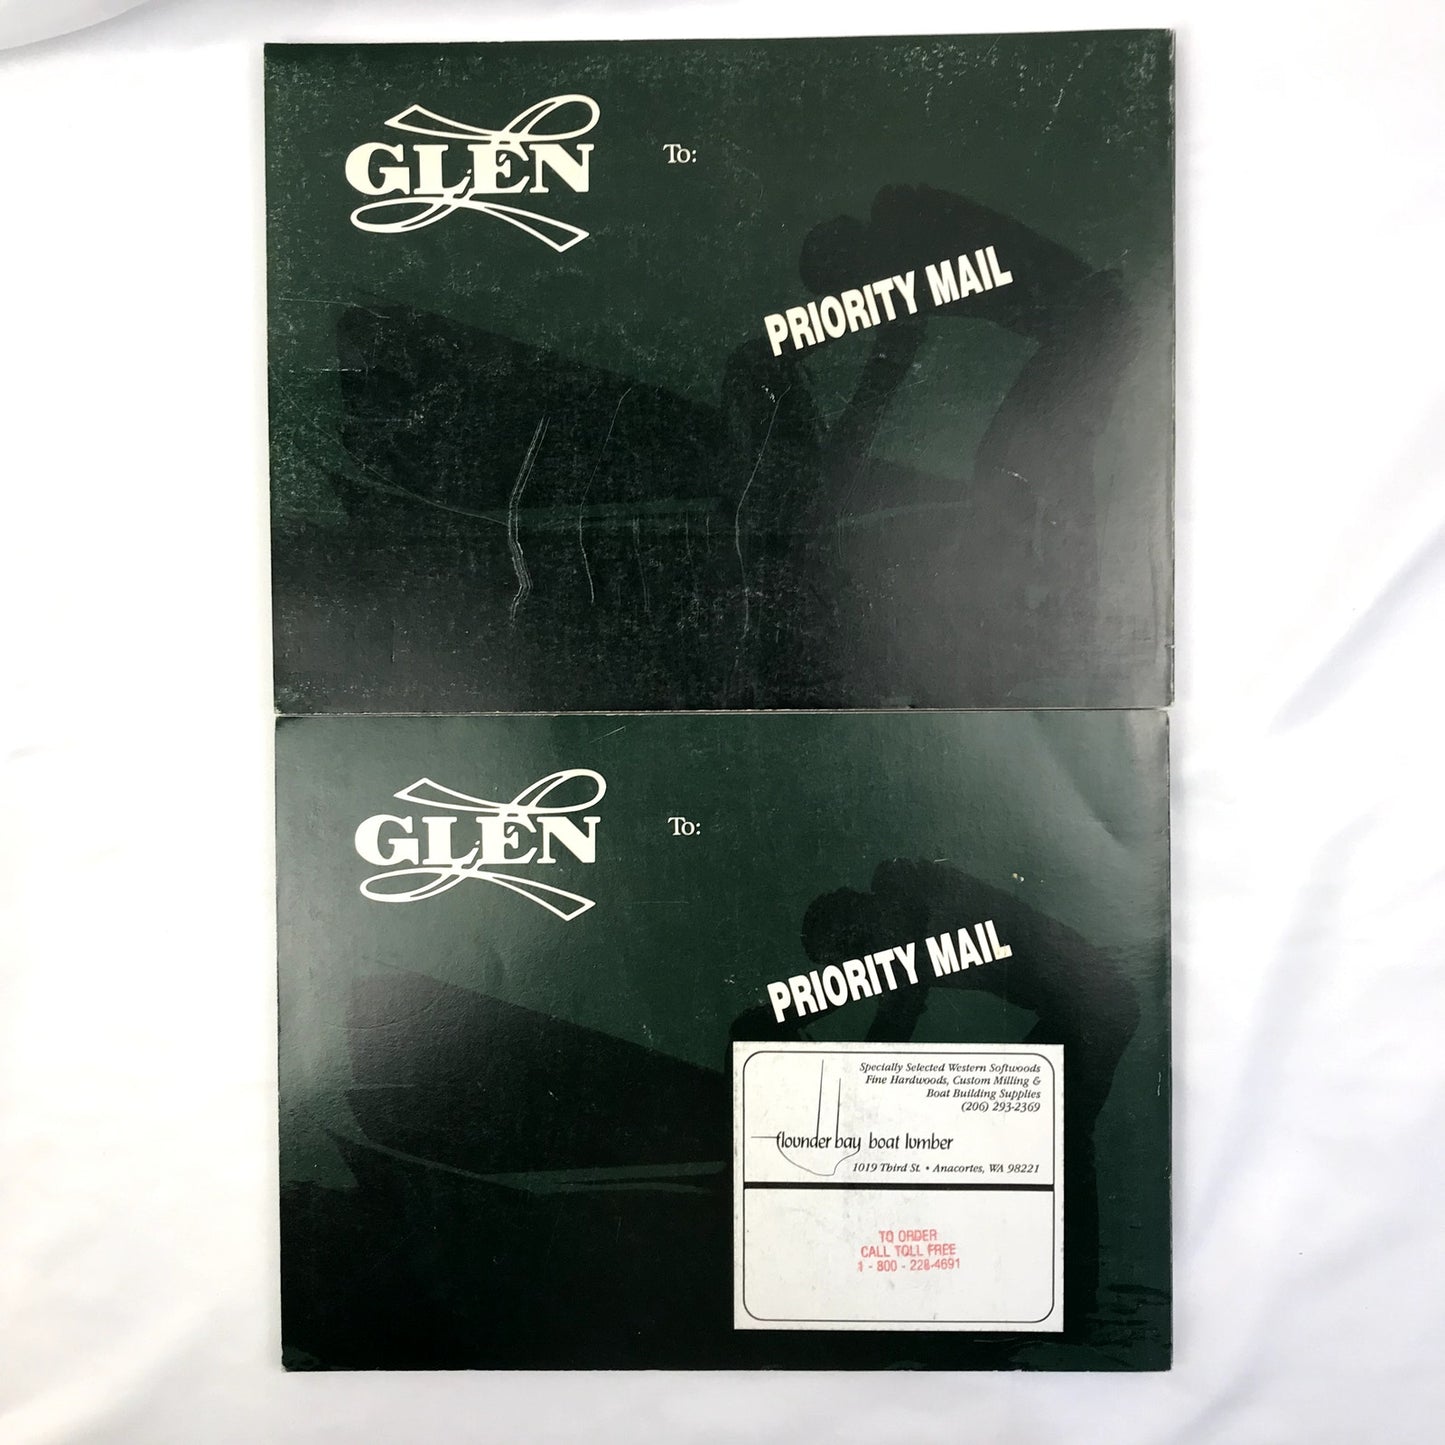 GLEN
To:
PRIORITY MAIL
GLEN
To:
PRIORITY MAIL
Specially Selected Western Softwoods
Fine Hardwoods, Custom Milling &
Boat Building Supplies
(206) 293-2369
flounder bay boat lumber
1019 Third St. • Anacortes, WA 98221
TO ORDER
CALL TOLL FREE
1 - 800 - 228-4691